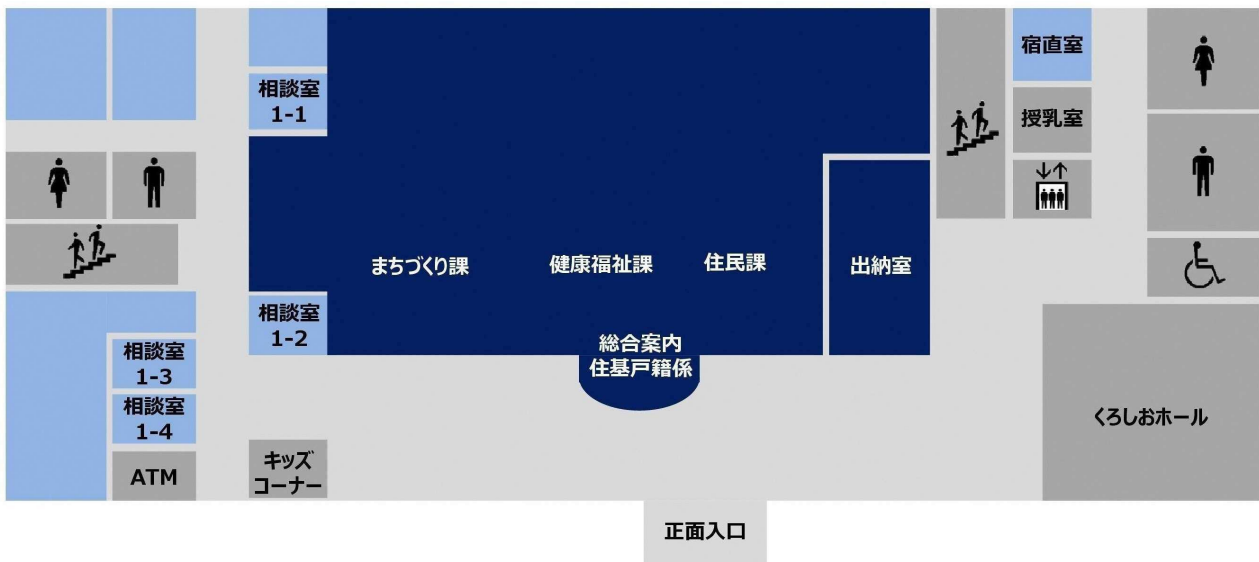 宿直室
相談室
1-1
授乳室
まちづくり課
健康福祉課
住民課
出納室
相談室
1-2
総合案内
住基戸籍係
相談室
1-3
相談室
1-4
くろしおホール
ATM
キッズ
コーナー
正面入口